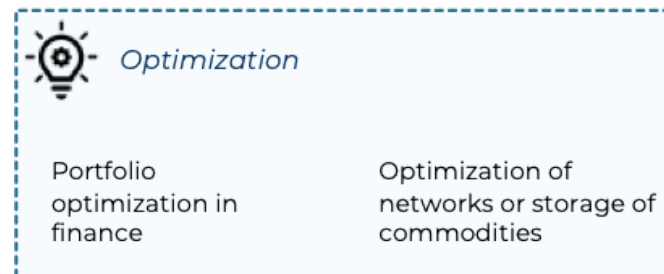 Optimization
Portfolio
optimization in
finance
Optimization of
networks or storage of
commodities